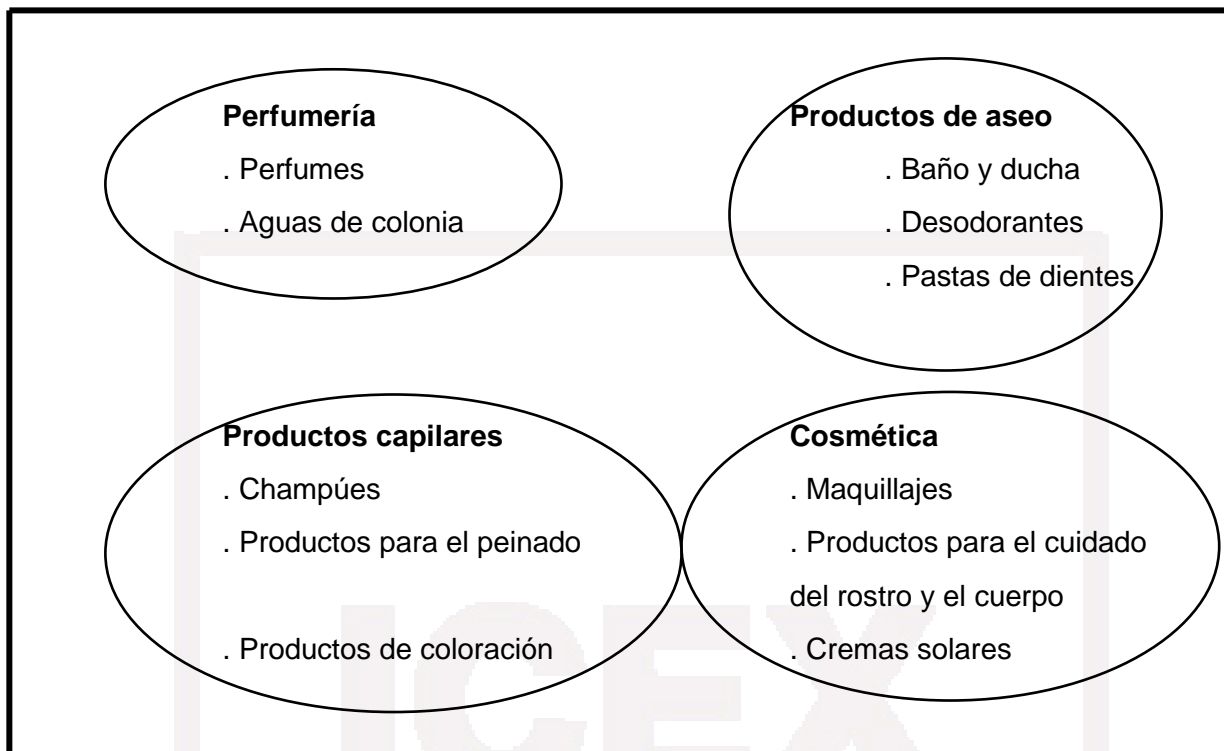 Perfumería
. Perfumes
. Aguas de colonia
Productos de aseo
. Baño y ducha
. Desodorantes
. Pastas de dientes
Productos capilares
. Champúes
. Productos para el peinado
. Productos de coloración
Cosmética
. Maquillajes
. Productos para el cuidado
del rostro y el cuerpo
. Cremas solares
ICEX